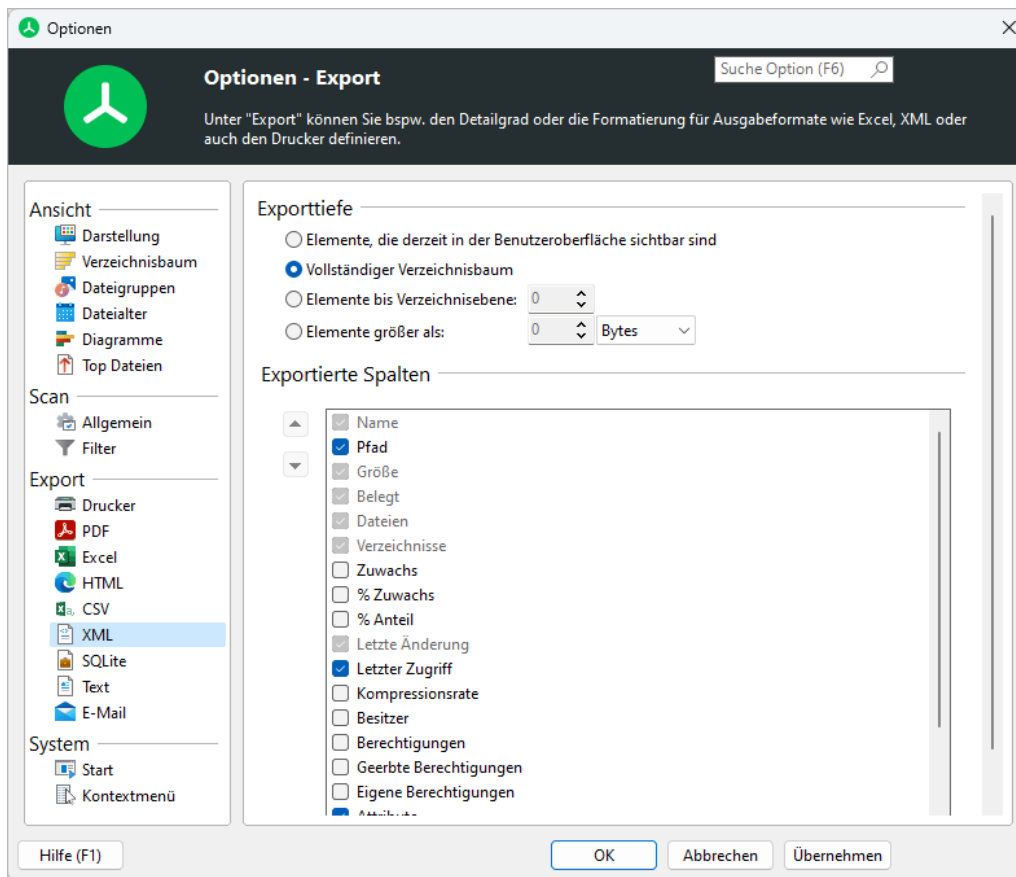 Optionen
Optionen - Export
Suche Option (F6)
Unter "Export" können Sie bspw. den Detailgrad oder die Formatierung für Ausgabeformate wie Excel, XML oder
auch den Drucker definieren.
Ansicht
Darstellung
Verzeichnisbaum
Dateigruppen
Dateialter
Diagramme
Top Dateien
Scan
Allgemein
Filter
Export
Drucker
PDF
Excel
HTML
CSV
XML
SQLite
Text
E-Mail
System
Start
Kontextmenü
Exporttiefe
Elemente, die derzeit in der Benutzeroberfläche sichtbar sind
Vollständiger Verzeichnisbaum
Elemente bis Verzeichnisebene: 0
Elemente größer als: 0 Bytes
Exportierte Spalten
Name
Pfad
Größe
Belegt
Dateien
Verzeichnisse
Zuwachs
% Zuwachs
% Anteil
Letzte Änderung
Letzter Zugriff
Kompressionsrate
Besitzer
Berechtigungen
Geerbte Berechtigungen
Eigene Berechtigungen
Attribute
Hilfe (F1)
OK
Abbrechen
Übernehmen